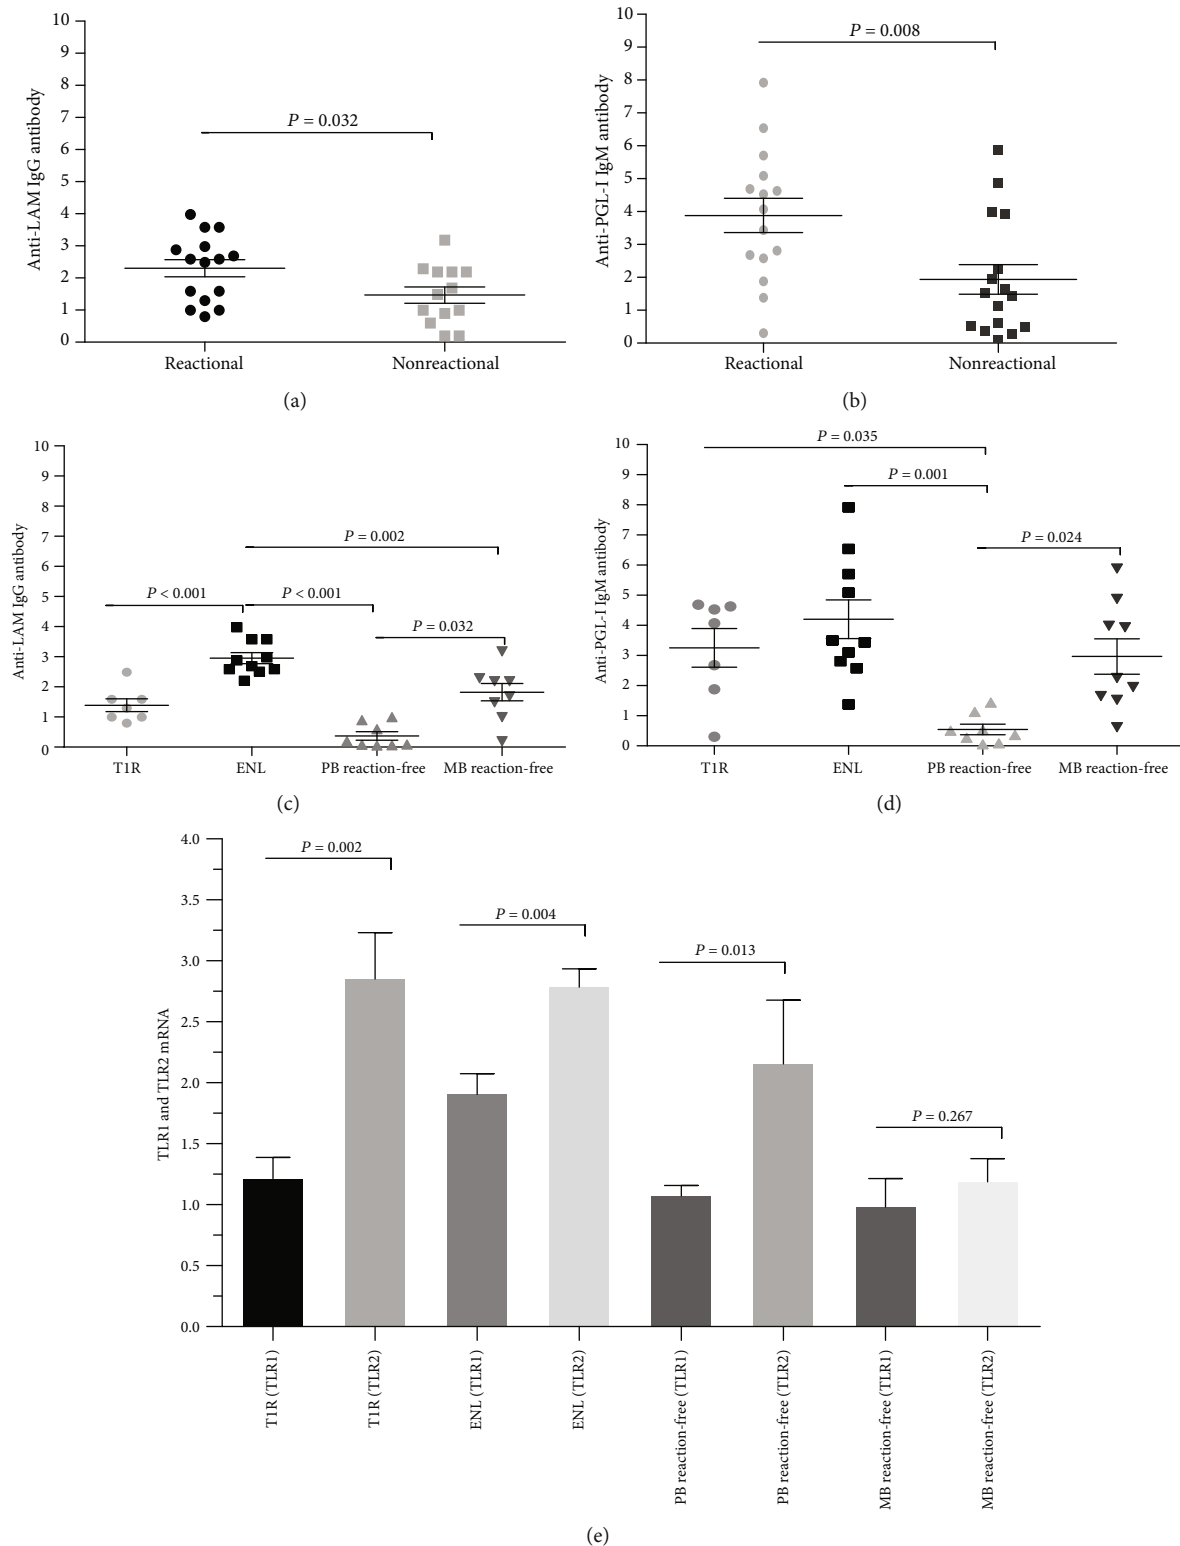 10
9
8
7
6
5
4
3
2
1
0
Anti-LAM IgG antibody
P = 0.032
Reactional
Nonreactional
(a)
10
9
8
7
6
5
4
3
2
1
0
Anti-PGL-I IgM antibody
P = 0.008
Reactional
Nonreactional
(b)
10
9
8
7
6
5
4
3
2
1
0
Anti-LAM IgG antibody
P = 0.002
P < 0.001
P < 0.001
P = 0.032
T1R
ENL
PB reaction-free
MB reaction-free
(c)
10
9
8
7
6
5
4
3
2
1
0
Anti-PGL-I IgM antibody
P = 0.035
P = 0.001
P = 0.024
T1R
ENL
PB reaction-free
MB reaction-free
(d)
4.0
3.5
3.0
2.5
2.0
1.5
1.0
0.5
0.0
TLR1 and TLR2 mRNA
P = 0.002
P = 0.004
P = 0.013
P = 0.267
T1R (TLR1)
T1R (TLR2)
ENL (TLR1)
ENL (TLR2)
PB reaction-free (TLR1)
PB reaction-free (TLR2)
MB reaction-free (TLR1)
MB reaction-free (TLR2)
(e)